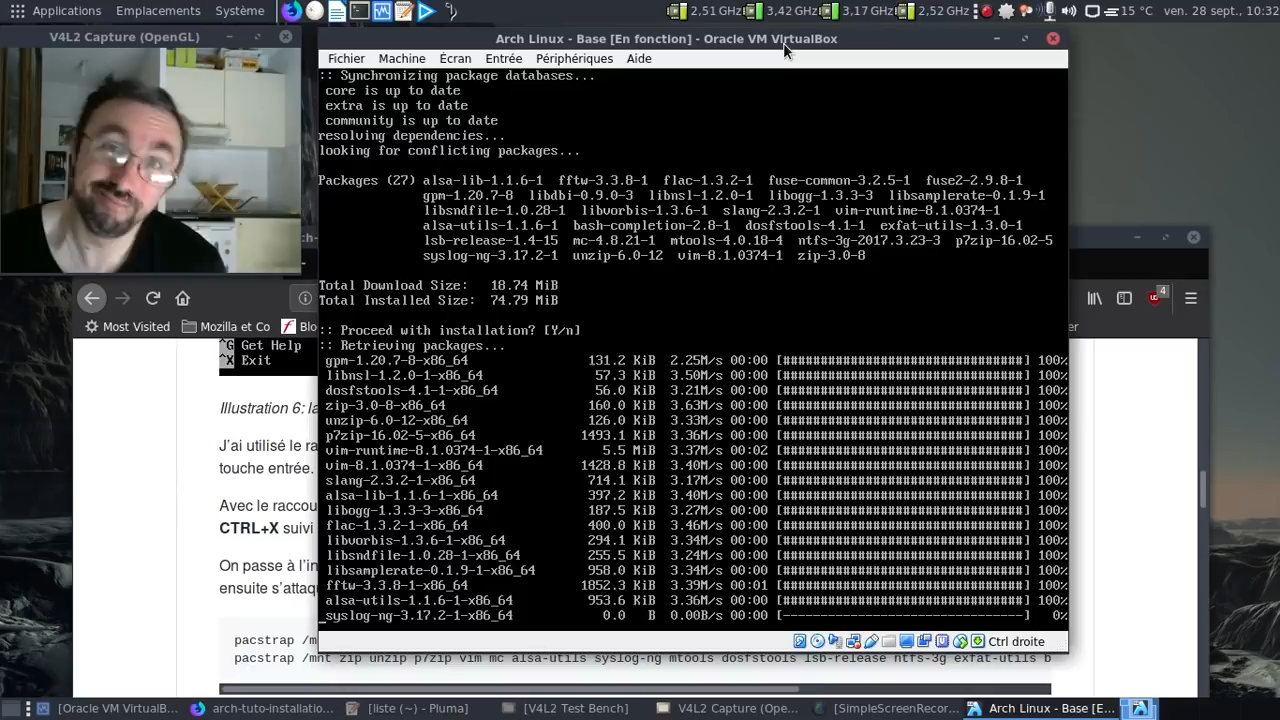 Applications Emplacements Système
2,51 GHz 3,42 GHz 3,17 GHz 2,52 GHz 15 °C ven. 28 sept., 10:32
V4L2 Capture (OpenGL)
Arch Linux - Base [En fonction] - Oracle VM VirtualBox
Fichier Machine Écran Entrée Périphériques Aide
:: Synchronizing package databases...
core is up to date
extra is up to date
community is up to date
resolving dependencies...
looking for conflicting packages...
Packages (27) alsa-lib-1.1.6-1 fftw-3.3.8-1 flac-1.3.2-1 fuse-common-3.2.5-1 fuse2-2.9.8-1
gpm-1.20.7-8 libdbi-0.9.0-3 libnsl-1.2.0-1 libogg-1.3.3-3 libsamplerate-0.1.9-1
libsndfile-1.0.28-1 libvorbis-1.3.6-1 slang-2.3.2-1 vim-runtime-8.1.0374-1
alsa-utils-1.1.6-1 bash-completion-2.8-1 dosfstools-4.1-1 exfat-utils-1.3.0-1
lsb-release-1.4-15 mc-4.8.21-1 mtools-4.0.18-4 ntfs-3g-2017.3.23-3 p7zip-16.02-5
syslog-ng-3.17.2-1 unzip-6.0-12 vim-8.1.0374-1 zip-3.0-8
Total Download Size: 18.74 MiB
Total Installed Size: 74.79 MiB
:: Proceed with installation? [Y/n]
:: Retrieving packages...
gpm-1.20.7-8-x86_64 131.2 KiB 2.25M/s 00:00 [################################] 100%
libnsl-1.2.0-1-x86_64 57.3 KiB 3.50M/s 00:00 [################################] 100%
dosfstools-4.1-1-x86_64 56.0 KiB 3.21M/s 00:00 [################################] 100%
zip-3.0-8-x86_64 160.0 KiB 3.63M/s 00:00 [################################] 100%
unzip-6.0-12-x86_64 126.0 KiB 3.33M/s 00:00 [################################] 100%
p7zip-16.02-5-x86_64 1493.1 KiB 3.36M/s 00:00 [################################] 100%
vim-runtime-8.1.0374-1-x86_64 5.5 MiB 3.37M/s 00:02 [################################] 100%
vim-8.1.0374-1-x86_64 1428.8 KiB 3.40M/s 00:00 [################################] 100%
slang-2.3.2-1-x86_64 714.1 KiB 3.17M/s 00:00 [################################] 100%
alsa-lib-1.1.6-1-x86_64 397.2 KiB 3.40M/s 00:00 [################################] 100%
libogg-1.3.3-3-x86_64 187.5 KiB 3.27M/s 00:00 [################################] 100%
flac-1.3.2-1-x86_64 400.0 KiB 3.46M/s 00:00 [################################] 100%
libvorbis-1.3.6-1-x86_64 294.1 KiB 3.34M/s 00:00 [################################] 100%
libsndfile-1.0.28-1-x86_64 255.5 KiB 3.24M/s 00:00 [################################] 100%
libsamplerate-0.1.9-1-x86_64 958.0 KiB 3.34M/s 00:00 [################################] 100%
fftw-3.3.8-1-x86_64 1852.3 KiB 3.39M/s 00:01 [################################] 100%
alsa-utils-1.1.6-1-x86_64 953.6 KiB 3.36M/s 00:00 [################################] 100%
syslog-ng-3.17.2-1-x86_64 0.0 B 0.00B/s 00:00 [--------------------------------] 0%
Ctrl droite
4
Most Visited Mozilla et Co Blo
^G Get Help
^X Exit
Illustration 6: la
J'ai utilisé le ra
touche entrée.
Avec le raccou
CTRL+X suivi
On passe à l'in
ensuite s'attaqu
pacstrap /m
pacstrap /mnt zip unzip p7zip vim mc alsa-utils syslog-ng mtools dosfstools lsb-release ntfs-3g exfat-utils b
[Oracle VM VirtualB... arch-tuto-installatio... [liste (~) - Pluma] [V4L2 Test Bench] V4L2 Capture (Ope... [SimpleScreenRecor... Arch Linux - Base [E...